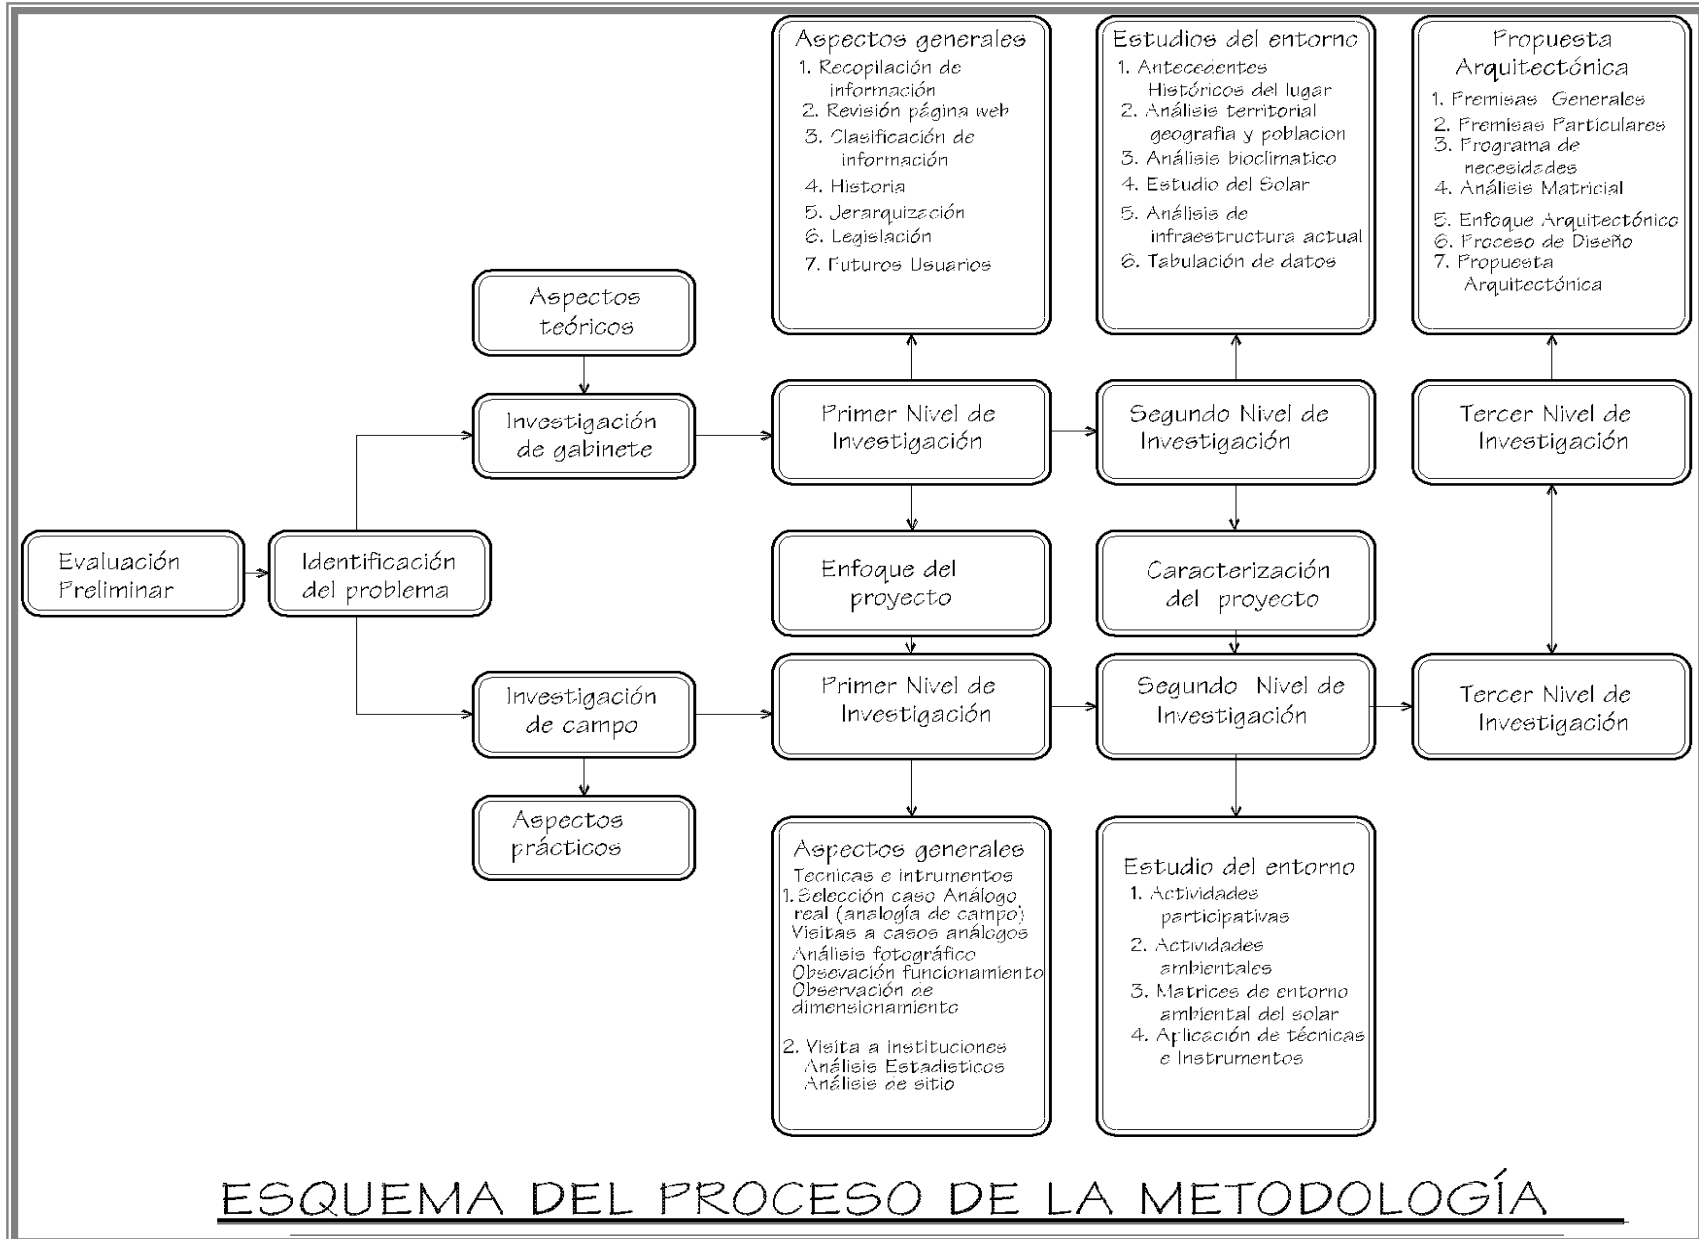 Aspectos generales
1. Recopilación de
información
2. Revisión página web
3. Clasificación de
información
4. Historia
5. Jerarquización
6. Legislación
7. Futuros Usuarios
Estudios del entorno
1. Antecedentes
Históricos del lugar
2. Análisis territorial
geografia y poblacion
3. Análisis bioclimatico
4. Estudio del Solar
5. Análisis de
infraestructura actual
6. Tabulación de datos
Propuesta
Arquitectónica
1. Premisas Generales
2. Premisas Partículares
3. Programa de
necesidades
4. Análisis Matricial
5. Enfoque Arquitectónico
6. Proceso de Diseño
7. Propuesta
Arquitectónica
Aspectos
teóricos
Investigación
de gabinete
Primer Nivel de
Investigación
Segundo Nivel de
Investigación
Tercer Nivel de
Investigación
Evaluación
Preliminar
Identificación
del problema
Enfoque del
proyecto
Caracterización
del proyecto
Investigación
de campo
Primer Nivel de
Investigación
Segundo Nivel de
Investigación
Tercer Nivel de
Investigación
Aspectos
prácticos
Aspectos generales
Tecnicas e intrumentos
1. Selección caso Análogo
real (analogía de campo)
Visitas a casos análogos
Análisis fotográfico
Obsevación funcionamiento
Observación de
dimensionamiento
2. Visita a instituciones
Análisis Estadisticos
Análisis de sitio
Estudio del entorno
1. Actividades
participativas
2. Actividades
ambientales
3. Matrices de entorno
ambiental del solar
4. Aplicación de técnicas
e Instrumentos
ESQUEMA DEL PROCESO DE LA METODOLOGÍA